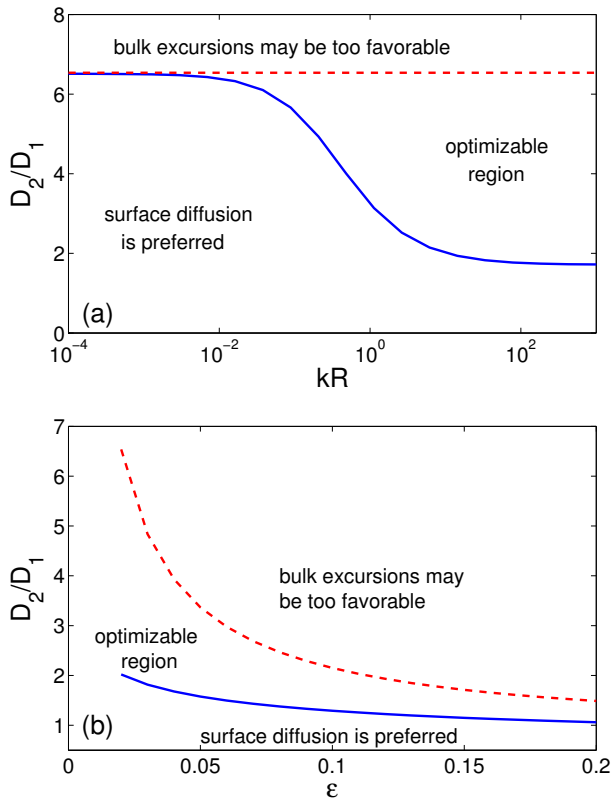 8
bulk excursions may be too favorable
6
D2/D1
4
optimizable
region
surface diffusion
is preferred
2
(a)
0
10^-4
10^-2
10^0
10^2
kR
7
6
5
D2/D1
bulk excursions may
be too favorable
4
3
optimizable
region
2
(b)
surface diffusion is preferred
1
0
0.05
0.1
0.15
0.2
ε